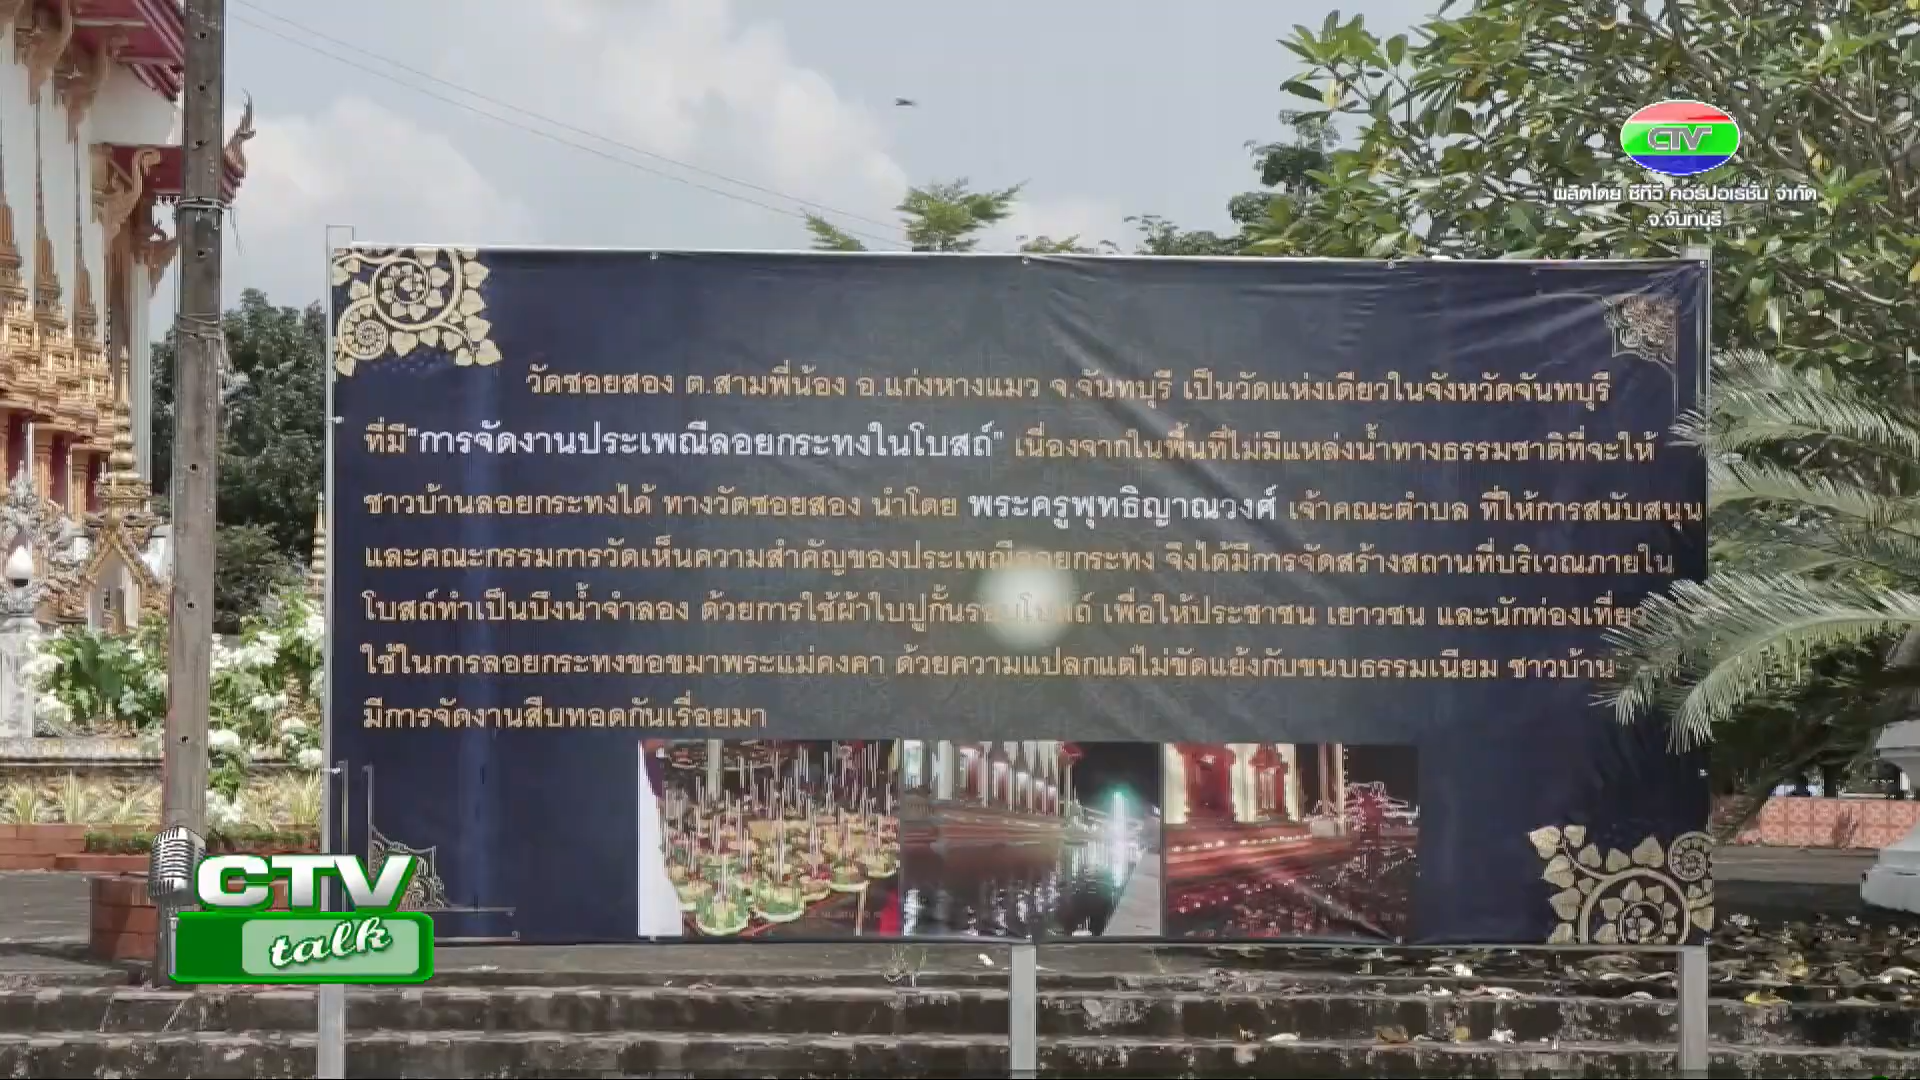 CTV
ผลิตโดย ซีทีวี คอร์ปอเรชั่น จำกัด
จ.จันทบุรี
วัดซอยสอง ต.สามพี่น้อง อ.แก่งหางแมว จ.จันทบุรี เป็นวัดแห่งเดียวในจังหวัดจันทบุรี
ที่มี"การจัดงานประเพณีลอยกระทงในโบสถ์" เนื่องจากในพื้นที่ไม่มีแหล่งน้ำทางธรรมชาติที่จะให้
ชาวบ้านลอยกระทงได้ ทางวัดซอยสอง นำโดย พระครูพุทธิญาณวงศ์ เจ้าคณะตำบล ที่ให้การสนับสนุน
และคณะกรรมการวัดเห็นความสำคัญของประเพณีลอยกระทง จึงได้มีการจัดสร้างสถานที่บริเวณภายใน
โบสถ์ทำเป็นบึงน้ำจำลอง ด้วยการใช้ผ้าใบปูกั้นรอบโบสถ์ เพื่อให้ประชาชน เยาวชน และนักท่องเที่ยว
ใช้ในการลอยกระทงขอขมาพระแม่คงคา ด้วยความแปลกแต่ไม่ขัดแย้งกับขนบธรรมเนียม ชาวบ้าน
มีการจัดงานสืบทอดกันเรื่อยมา
CTV
talk